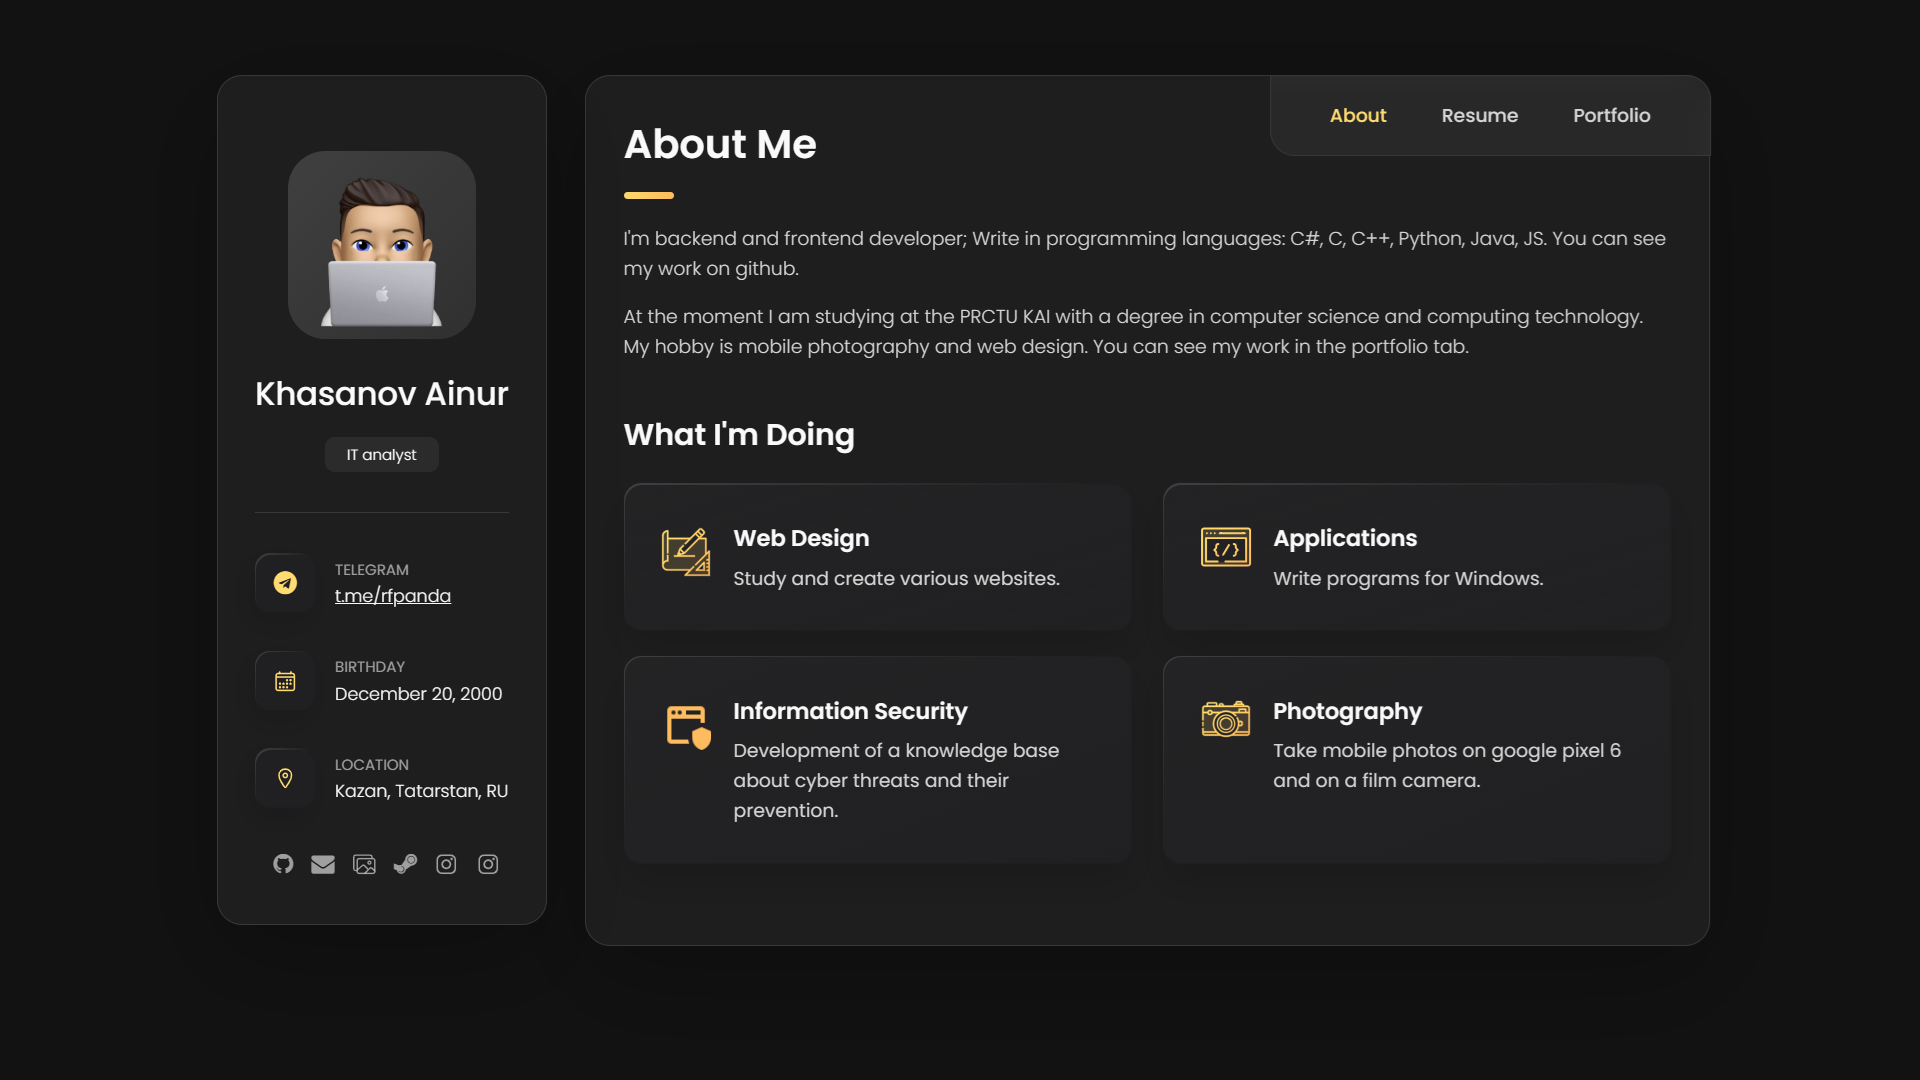 Khasanov Ainur
IT analyst
TELEGRAM
t.me/rfpanda
BIRTHDAY
December 20, 2000
LOCATION
Kazan, Tatarstan, RU
About
Resume
Portfolio
About Me
I'm backend and frontend developer; Write in programming languages: C#, C, C++, Python, Java, JS. You can see
my work on github.
At the moment I am studying at the PRCTU KAI with a degree in computer science and computing technology.
My hobby is mobile photography and web design. You can see my work in the portfolio tab.
What I'm Doing
Web Design
Study and create various websites.
Applications
Write programs for Windows.
Information Security
Development of a knowledge base
about cyber threats and their
prevention.
Photography
Take mobile photos on google pixel 6
and on a film camera.